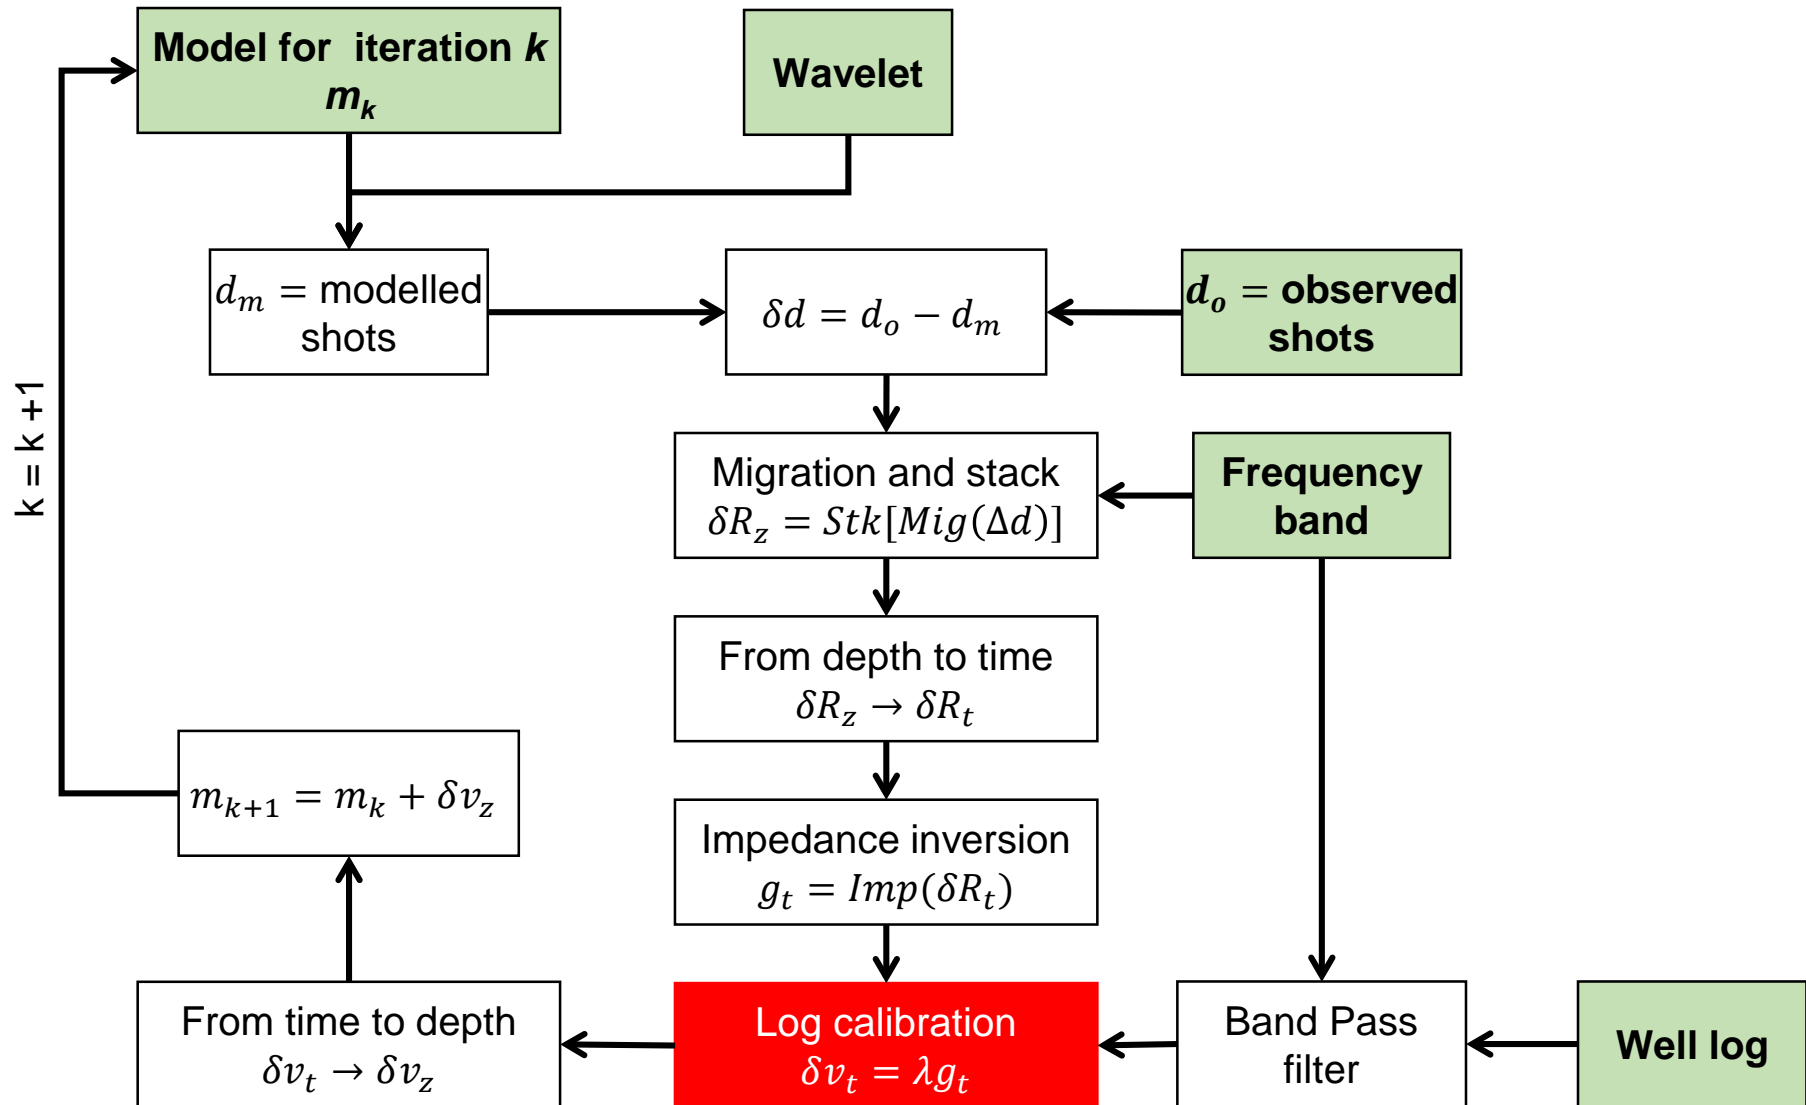 Model for iteration k
m_k
Wavelet
d_m = modelled
shots
δd = d_o − d_m
d_o = observed
shots
k = k +1
Migration and stack
δR_z = Stk[Mig(Δd)]
Frequency
band
From depth to time
δR_z → δR_t
m_{k+1} = m_k + δv_z
Impedance inversion
g_t = Imp(δR_t)
From time to depth
δv_t → δv_z
Log calibration
δv_t = λg_t
Band Pass
filter
Well log